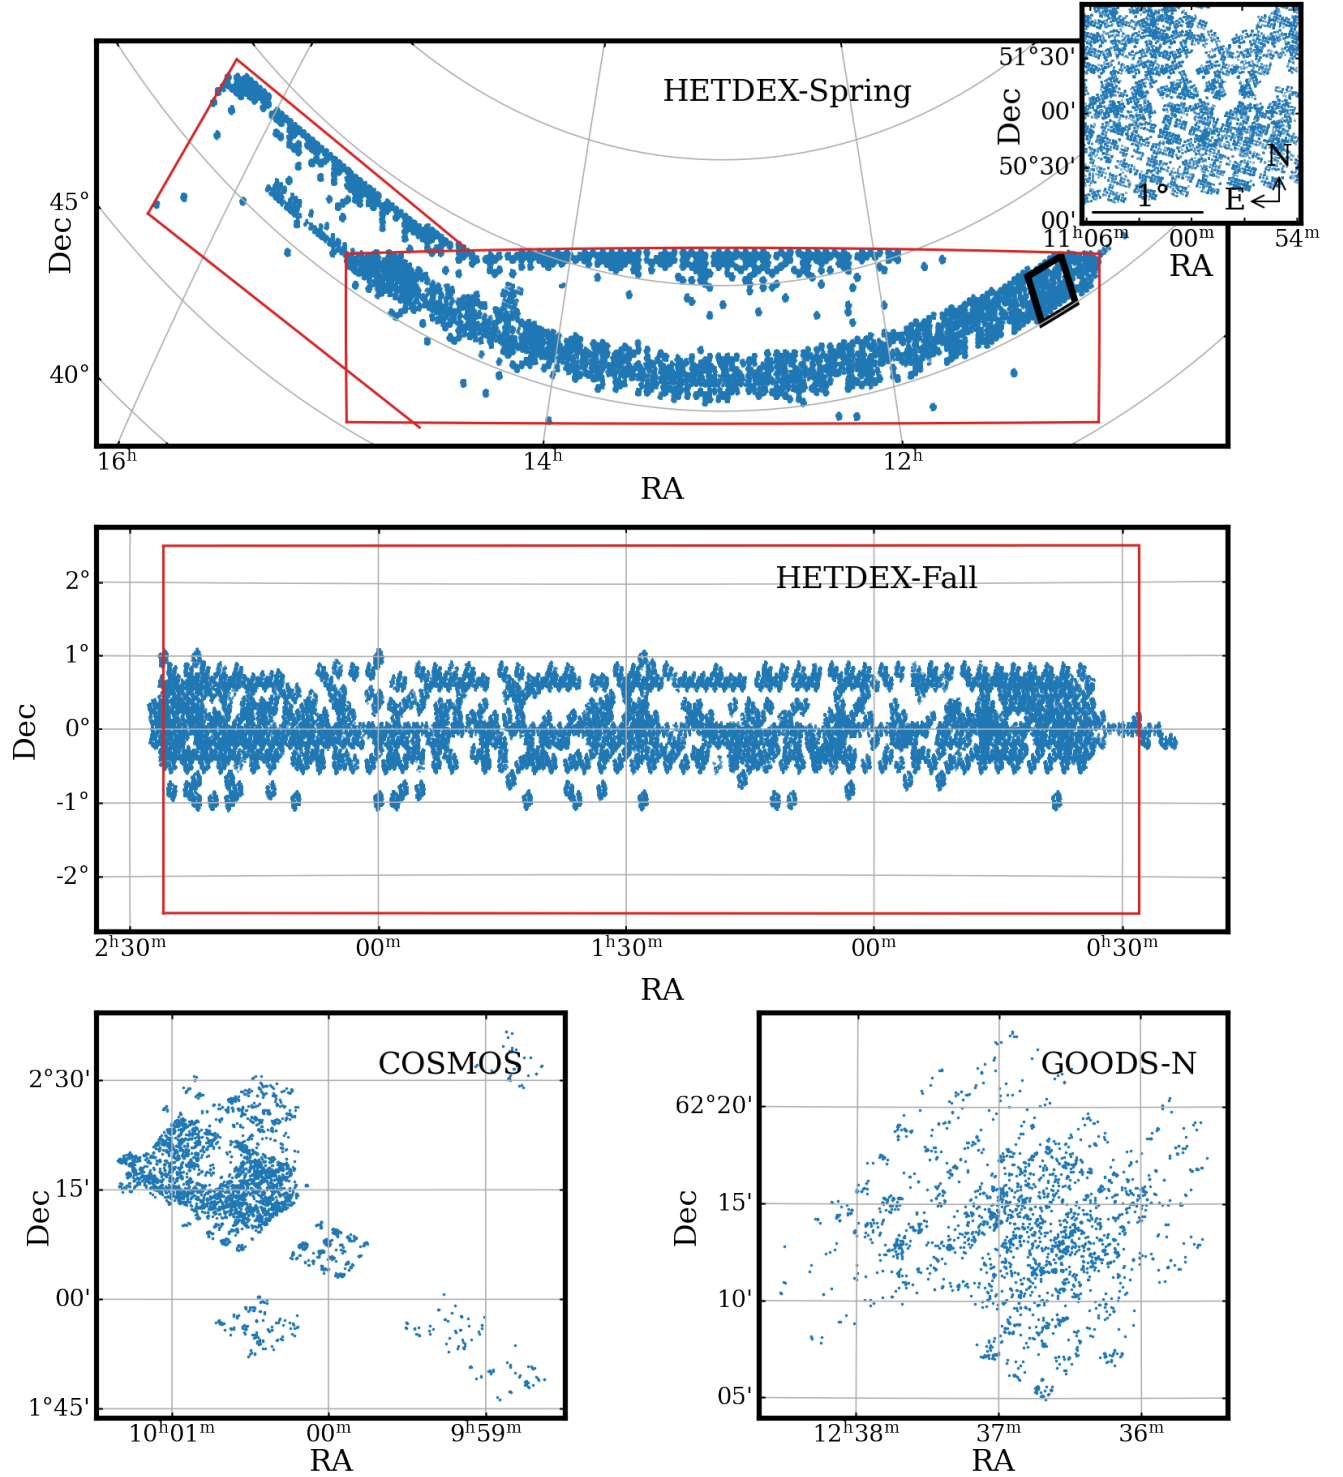 HETDEX-Spring
Dec
45°
40°
16ʰ
14ʰ
12ʰ
RA
Dec
51°30'
00'
50°30'
00'
1°
N
E
11ʰ06ᵐ
00ᵐ
54ᵐ
RA
HETDEX-Fall
Dec
2°
1°
0°
-1°
-2°
2ʰ30ᵐ
00ᵐ
1ʰ30ᵐ
00ᵐ
0ʰ30ᵐ
RA
COSMOS
Dec
2°30'
15'
00'
1°45'
10ʰ01ᵐ
00ᵐ
9ʰ59ᵐ
RA
GOODS-N
Dec
62°20'
15'
10'
05'
12ʰ38ᵐ
37ᵐ
36ᵐ
RA